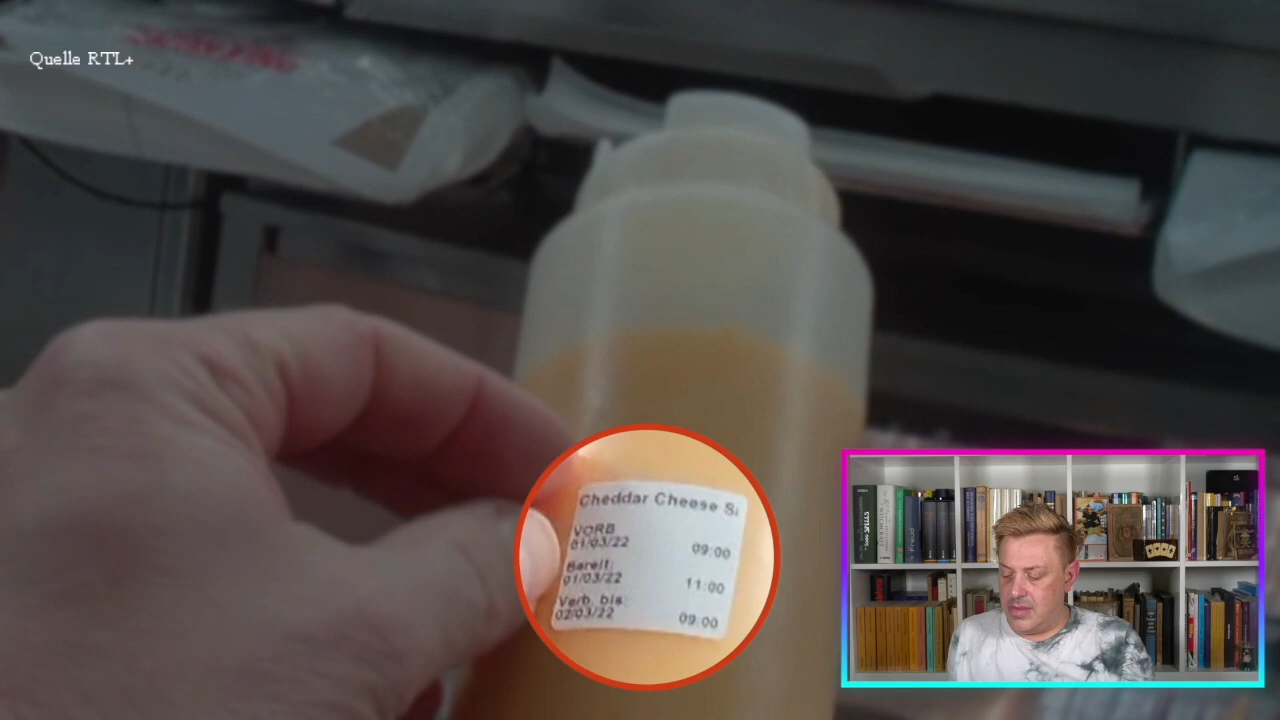 Quelle RTL+
Cheddar Cheese
VORB
01/03/22 09:00
Bereit:
01/03/22 11:00
Verb. bis:
02/03/22 09:00